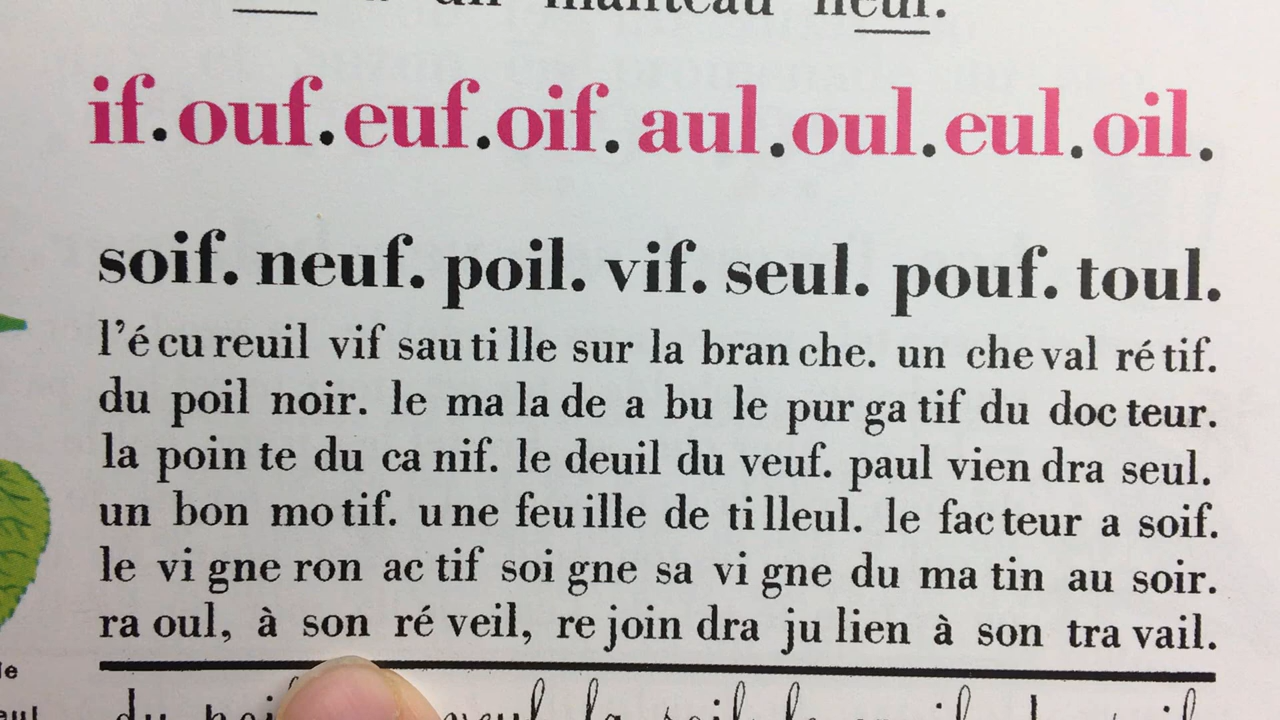 un manteau neuf.
if.ouf.euf.oif. aul.oul.eul.oil.
soif. neuf. poil. vif. seul. pouf. toul.
l'é cu reuil vif sau ti lle sur la bran che. un che val ré tif.
du poil noir. le ma la de a bu le pur ga tif du doc teur.
la poin te du ca nif. le deuil du veuf. paul vien dra seul.
un bon mo tif. u ne feu ille de ti lleul. le fac teur a soif.
le vi gne ron ac tif soi gne sa vi gne du ma tin au soir.
ra oul, à son ré veil, re join dra ju lien à son tra vail.